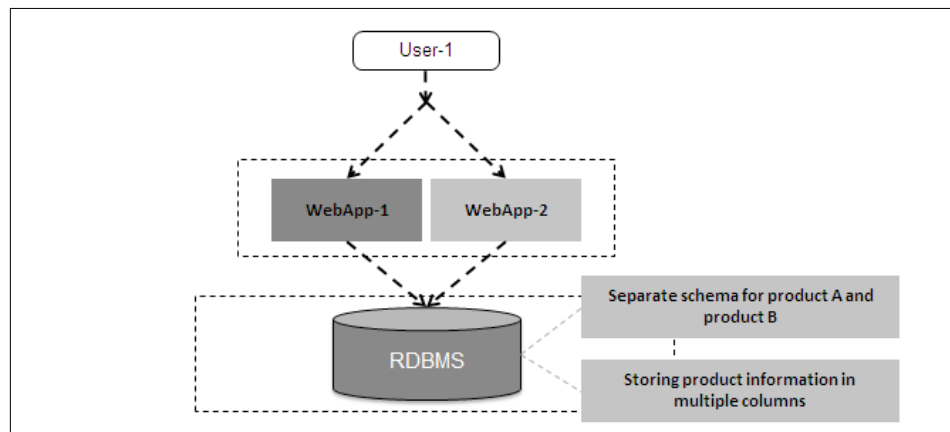 User-1
WebApp-1
WebApp-2
RDBMS
Separate schema for product A and
product B
Storing product information in
multiple columns